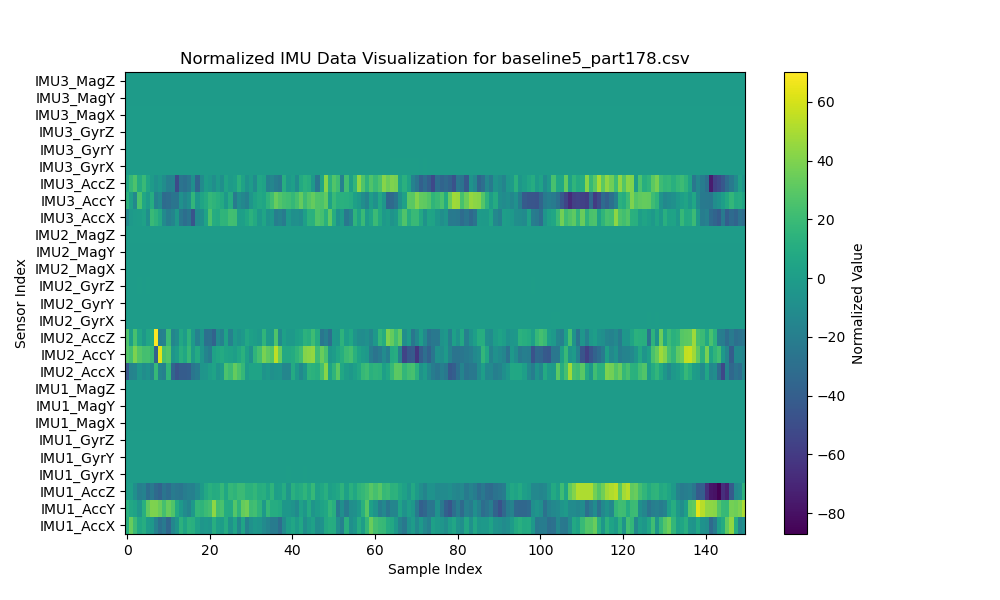 Normalized IMU Data Visualization for baseline5_part178.csv
IMU3_MagZ
IMU3_MagY
IMU3_MagX
IMU3_GyrZ
IMU3_GyrY
IMU3_GyrX
IMU3_AccZ
IMU3_AccY
IMU3_AccX
IMU2_MagZ
IMU2_MagY
IMU2_MagX
IMU2_GyrZ
IMU2_GyrY
IMU2_GyrX
IMU2_AccZ
IMU2_AccY
IMU2_AccX
IMU1_MagZ
IMU1_MagY
IMU1_MagX
IMU1_GyrZ
IMU1_GyrY
IMU1_GyrX
IMU1_AccZ
IMU1_AccY
IMU1_AccX
Sensor Index
0 20 40 60 80 100 120 140
Sample Index
60
40
20
0
−20
−40
−60
−80
Normalized Value